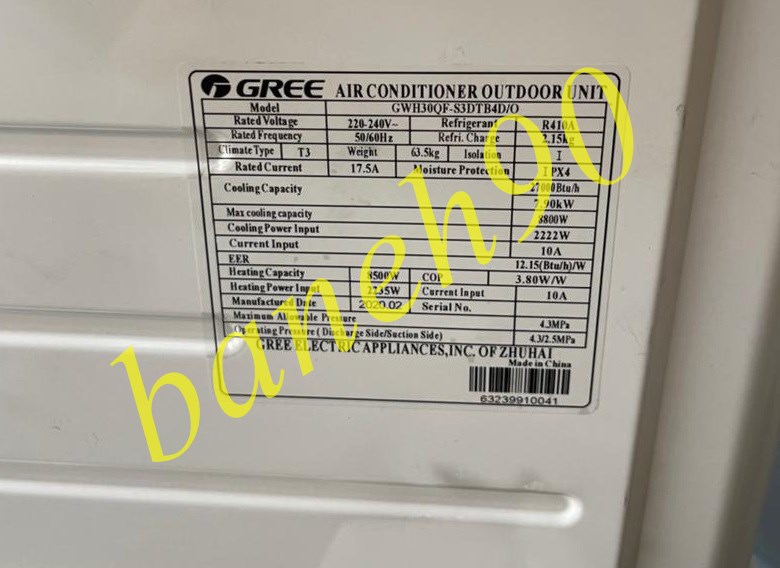 GREE AIR CONDITIONER OUTDOOR UNIT
Model GWH30QF-S3DTB4D/O
Rated Voltage 220-240V~ Refrigerant R410A
Rated Frequency 50/60Hz Refri. Charge 2.15kg
Climate Type T3 Weight 63.5kg Isolation I
Rated Current 17.5A Moisture Protection IPX4
Cooling Capacity 27000Btu/h
7.90kW
Max cooling capacity 8800W
Cooling Power Input 2222W
Current Input 10A
EER 12.15(Btu/h)/W
Heating Capacity 8500W COP 3.80W/W
Heating Power Input 2235W Current Input 10A
Manufactured Date 2020.02 Serial No.
Maximum Allowable Pressure 4.3MPa
Operating Pressure(Discharge Side/Suction Side) 4.3/2.5MPa
GREE ELECTRIC APPLIANCES,INC. OF ZHUHAI
Made in China
63239910041
baneh90